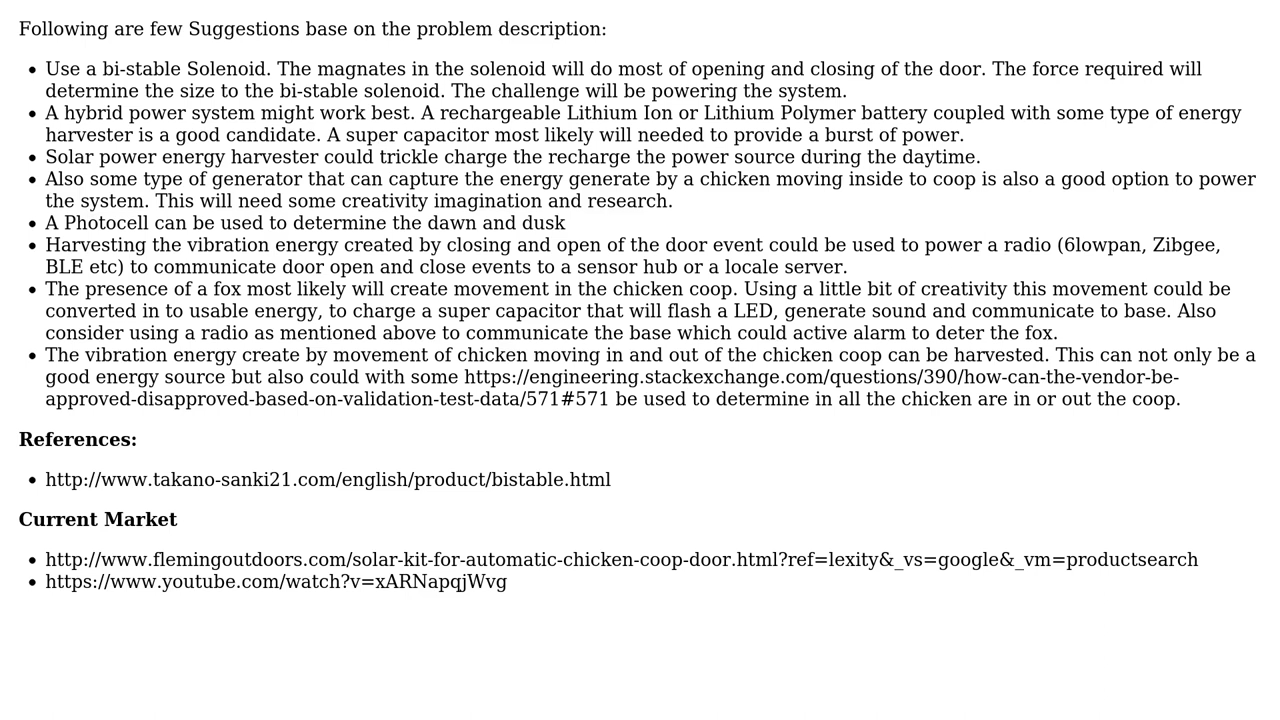 Following are few Suggestions base on the problem description:
• Use a bi-stable Solenoid. The magnates in the solenoid will do most of opening and closing of the door. The force required will
determine the size to the bi-stable solenoid. The challenge will be powering the system.
• A hybrid power system might work best. A rechargeable Lithium Ion or Lithium Polymer battery coupled with some type of energy
harvester is a good candidate. A super capacitor most likely will needed to provide a burst of power.
• Solar power energy harvester could trickle charge the recharge the power source during the daytime.
• Also some type of generator that can capture the energy generate by a chicken moving inside to coop is also a good option to power
the system. This will need some creativity imagination and research.
• A Photocell can be used to determine the dawn and dusk
• Harvesting the vibration energy created by closing and open of the door event could be used to power a radio (6lowpan, Zibgee,
BLE etc) to communicate door open and close events to a sensor hub or a locale server.
• The presence of a fox most likely will create movement in the chicken coop. Using a little bit of creativity this movement could be
converted in to usable energy, to charge a super capacitor that will flash a LED, generate sound and communicate to base. Also
consider using a radio as mentioned above to communicate the base which could active alarm to deter the fox.
• The vibration energy create by movement of chicken moving in and out of the chicken coop can be harvested. This can not only be a
good energy source but also could with some https://engineering.stackexchange.com/questions/390/how-can-the-vendor-be-
approved-disapproved-based-on-validation-test-data/571#571 be used to determine in all the chicken are in or out the coop.
References:
• http://www.takano-sanki21.com/english/product/bistable.html
Current Market
• http://www.flemingoutdoors.com/solar-kit-for-automatic-chicken-coop-door.html?ref=lexity&_vs=google&_vm=productsearch
• https://www.youtube.com/watch?v=xARNapqjWvg